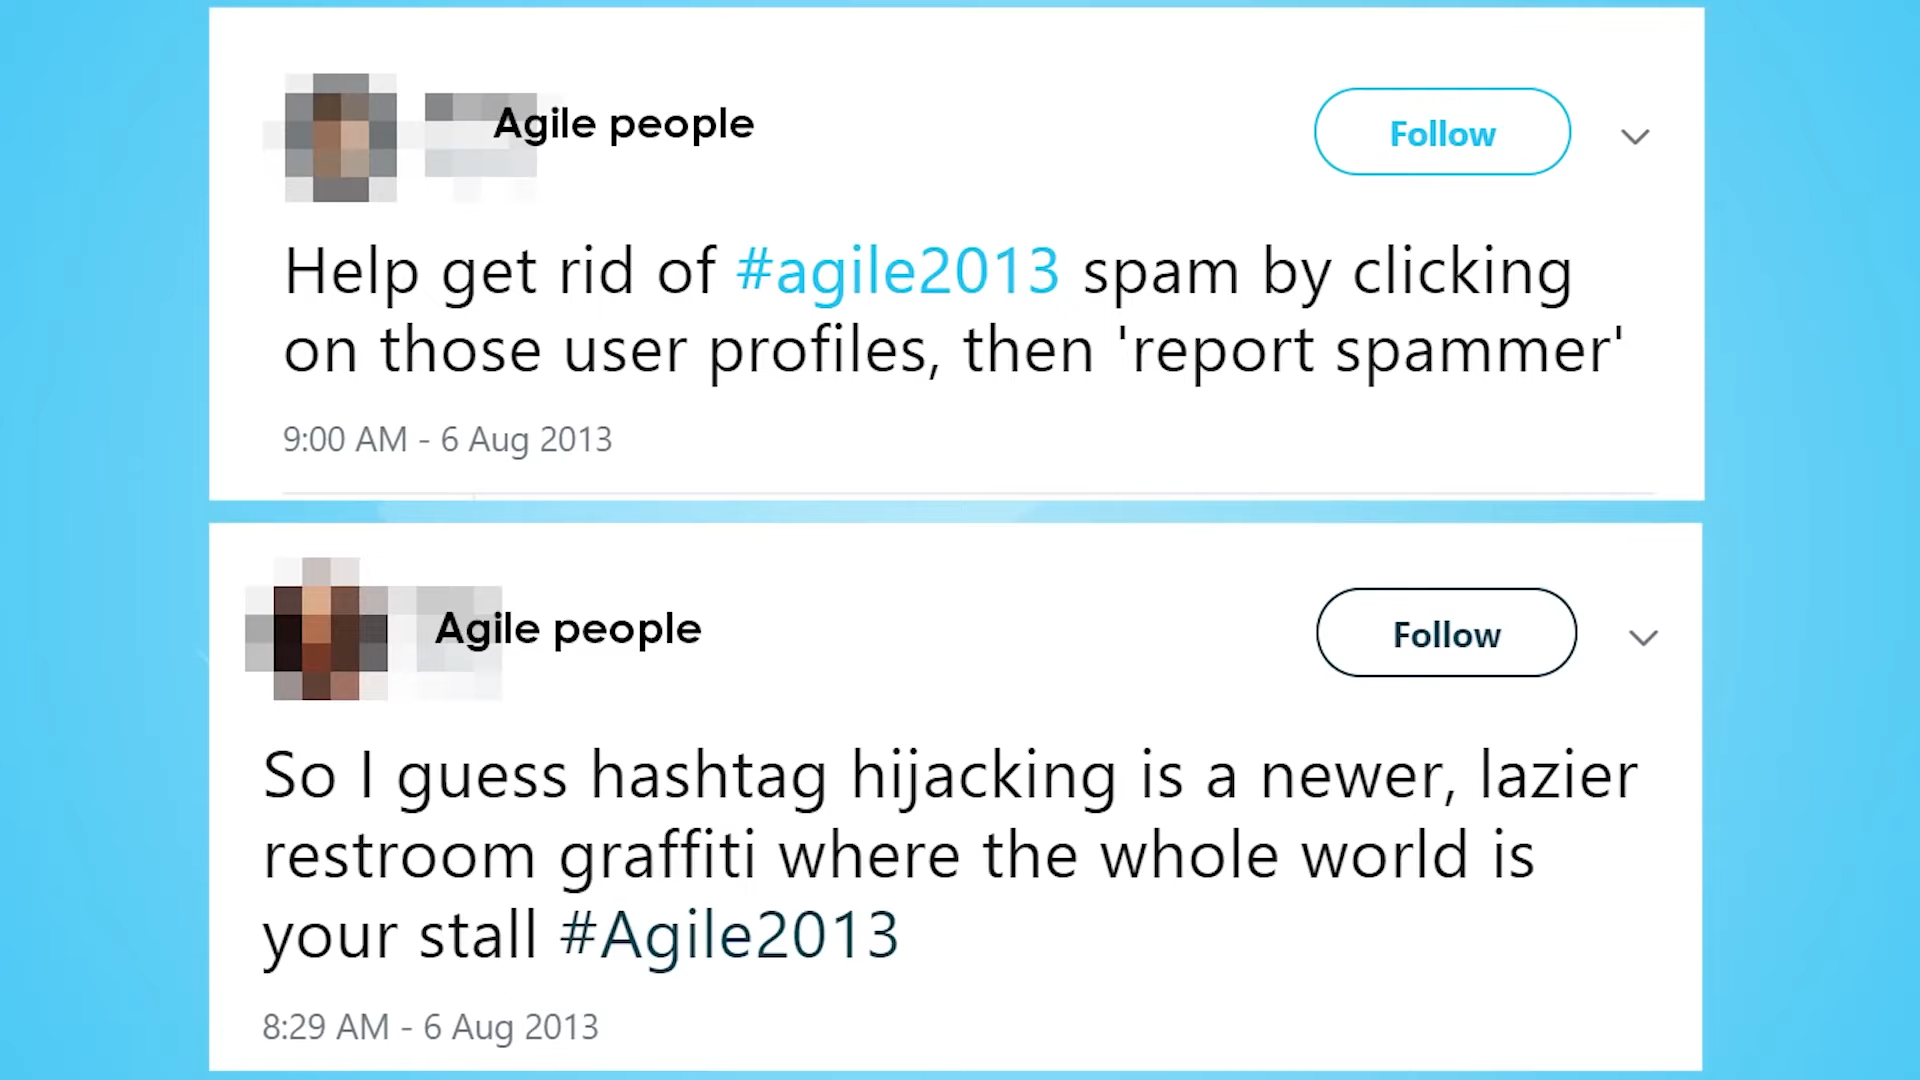 Agile people
Follow
Help get rid of #agile2013 spam by clicking
on those user profiles, then 'report spammer'
9:00 AM - 6 Aug 2013
Agile people
Follow
So I guess hashtag hijacking is a newer, lazier
restroom graffiti where the whole world is
your stall #Agile2013
8:29 AM - 6 Aug 2013